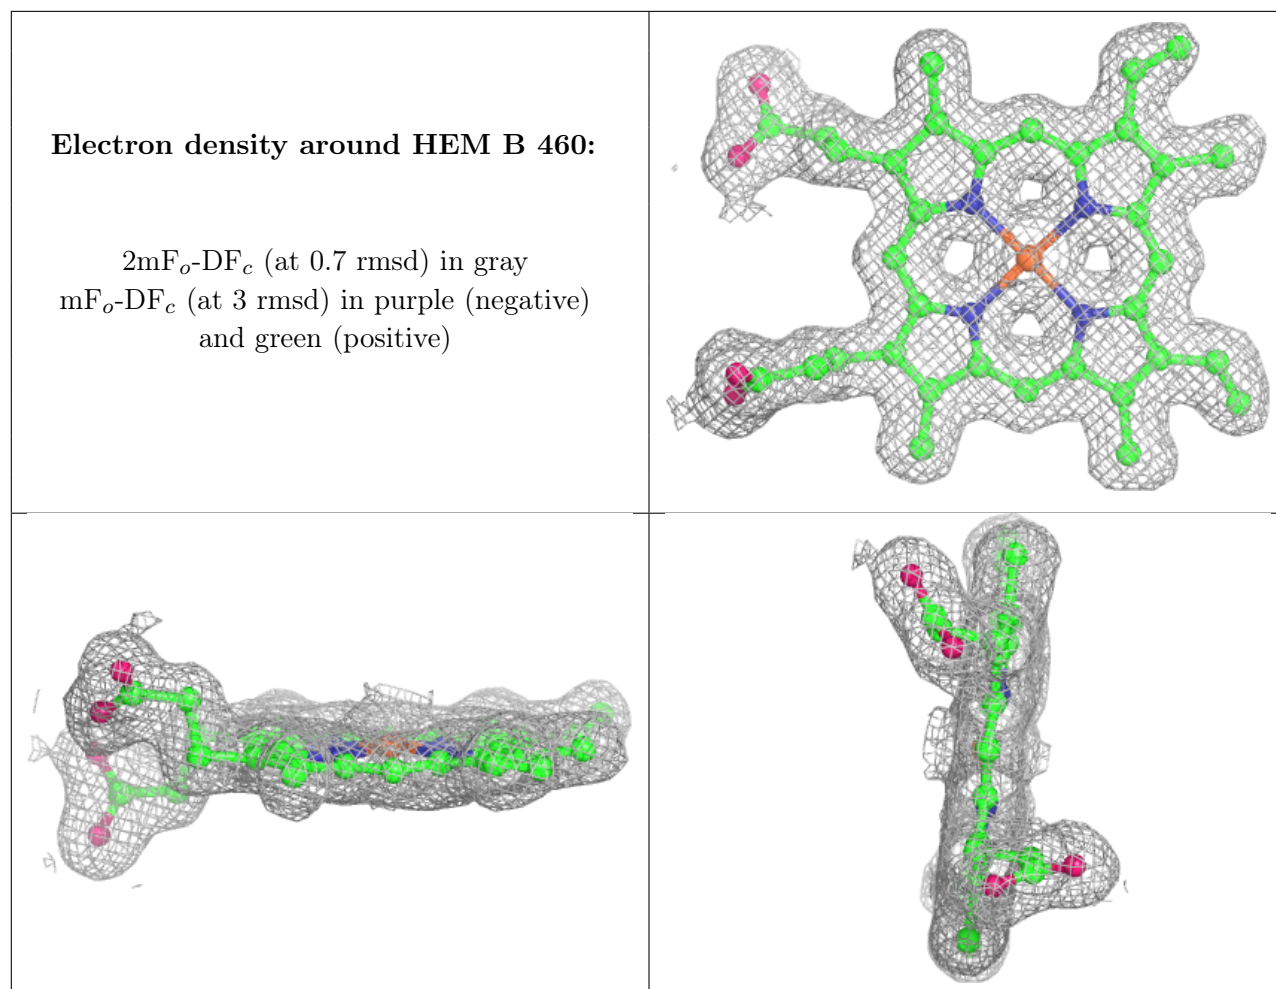 Electron density around HEM B 460:
2mFₒ-DF𝒸 (at 0.7 rmsd) in gray
mFₒ-DF𝒸 (at 3 rmsd) in purple (negative)
and green (positive)